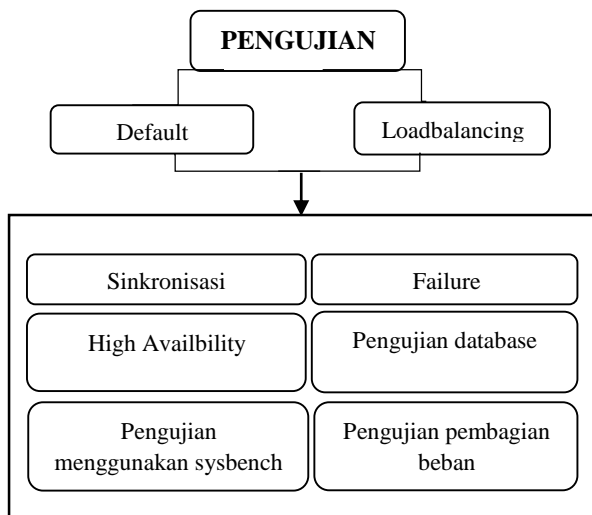 PENGUJIAN
Default
Loadbalancing
Sinkronisasi
Failure
High Availbility
Pengujian database
Pengujian
menggunakan sysbench
Pengujian pembagian
beban